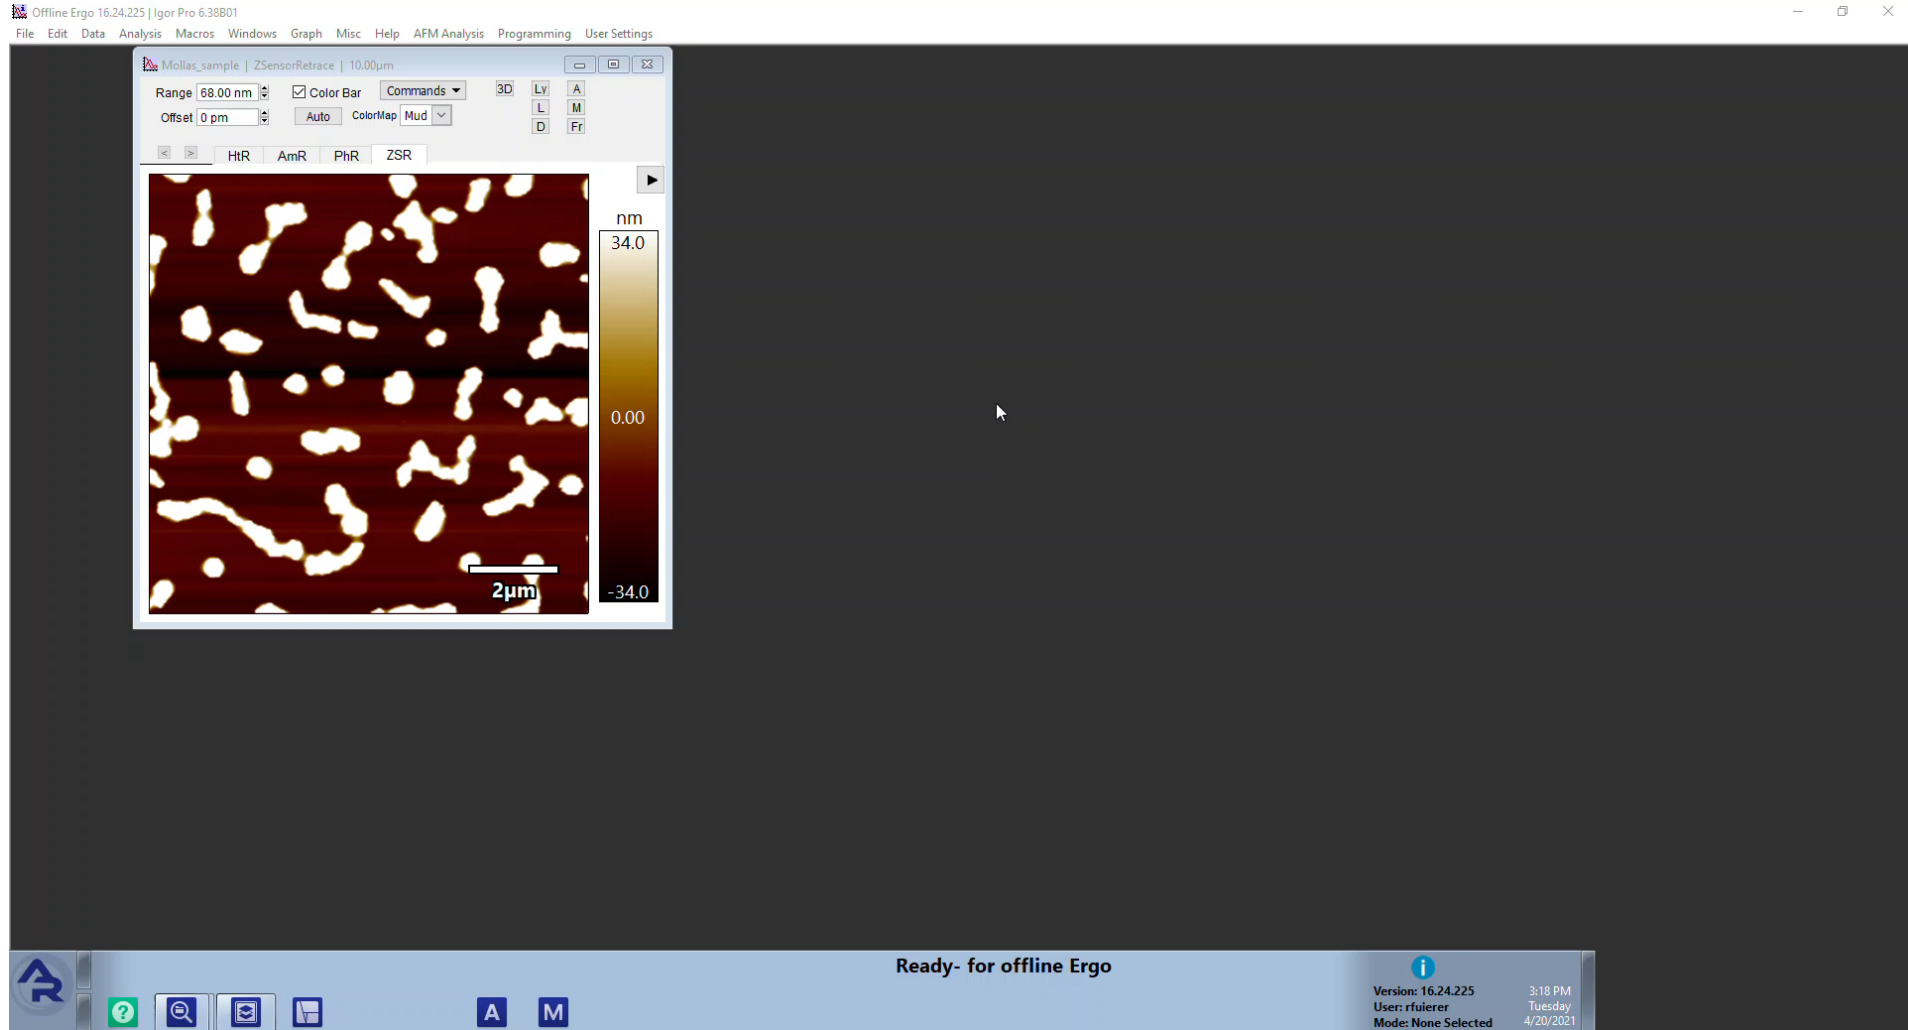 Offline Ergo 16.24.225 | Igor Pro 6.38B01
File Edit Data Analysis Macros Windows Graph Misc Help AFM Analysis Programming User Settings
Mollas_sample | ZSensorRetrace | 10.00µm
Range 68.00 nm Color Bar Commands 3D Ly A
L M
Offset 0 pm Auto ColorMap Mud
D Fr
< > HtR AmR PhR ZSR
nm
34.0
0.00
-34.0
2µm
Ready- for offline Ergo
i
Version: 16.24.225 3:18 PM
User: rfuierer Tuesday
Mode: None Selected 4/20/2021
AR
? A M